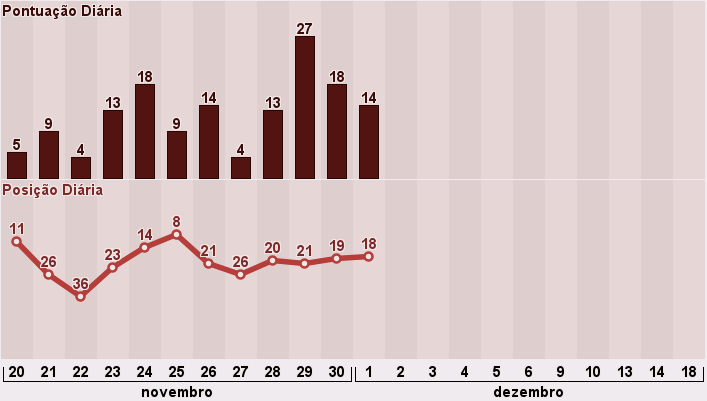 Pontuação Diária
5 9 4 13 18 9 14 4 13 27 18 14
Posição Diária
11 26 36 23 14 8 21 26 20 21 19 18
20 21 22 23 24 25 26 27 28 29 30 1 2 3 4 5 6 9 10 13 14 18
novembro dezembro